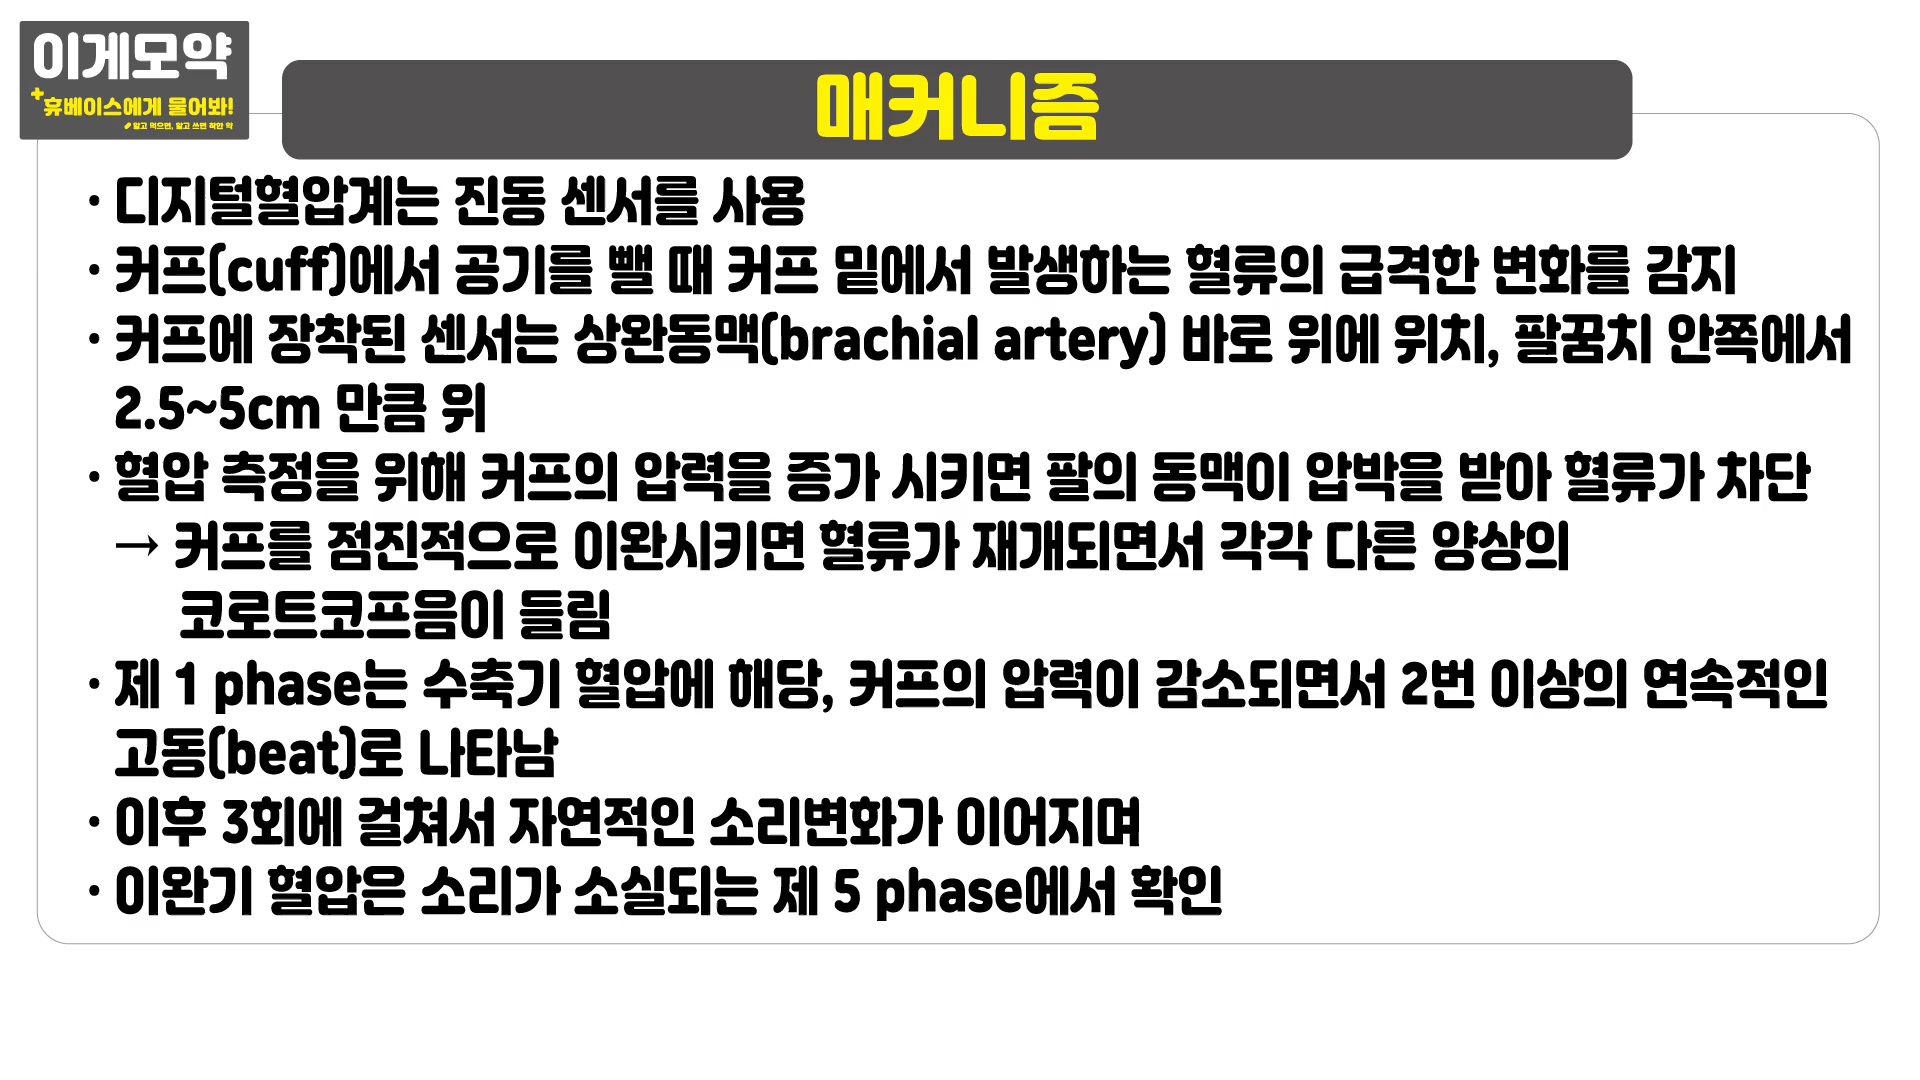 이게모약
+휴베이스에게 물어봐!
알고 먹으면, 알고 쓰면 착한 약
매커니즘
· 디지털혈압계는 진동 센서를 사용
· 커프(cuff)에서 공기를 뺄 때 커프 밑에서 발생하는 혈류의 급격한 변화를 감지
· 커프에 장착된 센서는 상완동맥(brachial artery) 바로 위에 위치, 팔꿈치 안쪽에서
2.5~5cm 만큼 위
· 혈압 측정을 위해 커프의 압력을 증가 시키면 팔의 동맥이 압박을 받아 혈류가 차단
→ 커프를 점진적으로 이완시키면 혈류가 재개되면서 각각 다른 양상의
코로트코프음이 들림
· 제 1 phase는 수축기 혈압에 해당, 커프의 압력이 감소되면서 2번 이상의 연속적인
고동(beat)로 나타남
· 이후 3회에 걸쳐서 자연적인 소리변화가 이어지며
· 이완기 혈압은 소리가 소실되는 제 5 phase에서 확인